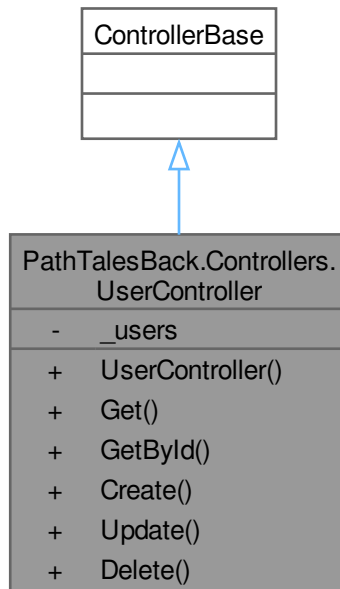 ControllerBase
PathTalesBack.Controllers.
UserController
- _users
+ UserController()
+ Get()
+ GetById()
+ Create()
+ Update()
+ Delete()